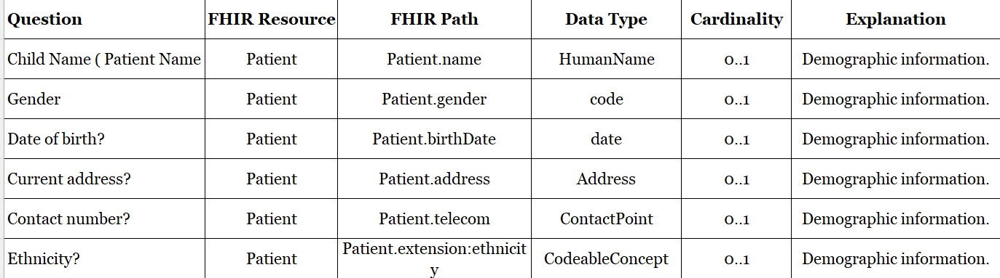 Question FHIR Resource FHIR Path Data Type Cardinality Explanation
Child Name ( Patient Name Patient Patient.name HumanName 0..1 Demographic information.
Gender Patient Patient.gender code 0..1 Demographic information.
Date of birth? Patient Patient.birthDate date 0..1 Demographic information.
Current address? Patient Patient.address Address 0..1 Demographic information.
Contact number? Patient Patient.telecom ContactPoint 0..1 Demographic information.
Ethnicity? Patient Patient.extension:ethnicit CodeableConcept 0..1 Demographic information.
y